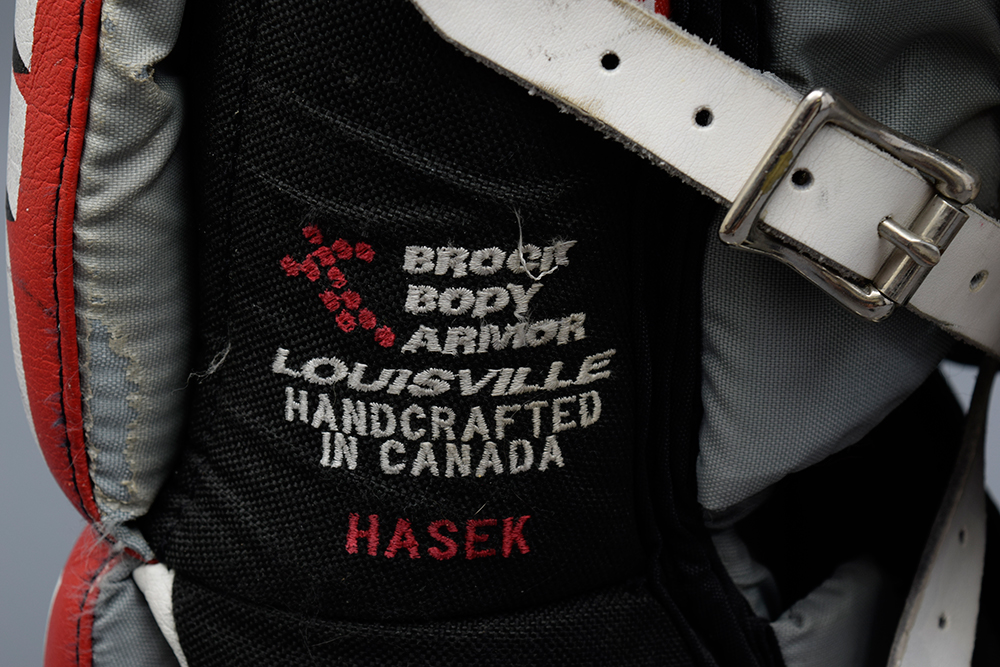 BROCK
BODY
ARMOR
LOUISVILLE
HANDCRAFTED
IN CANADA
HASEK